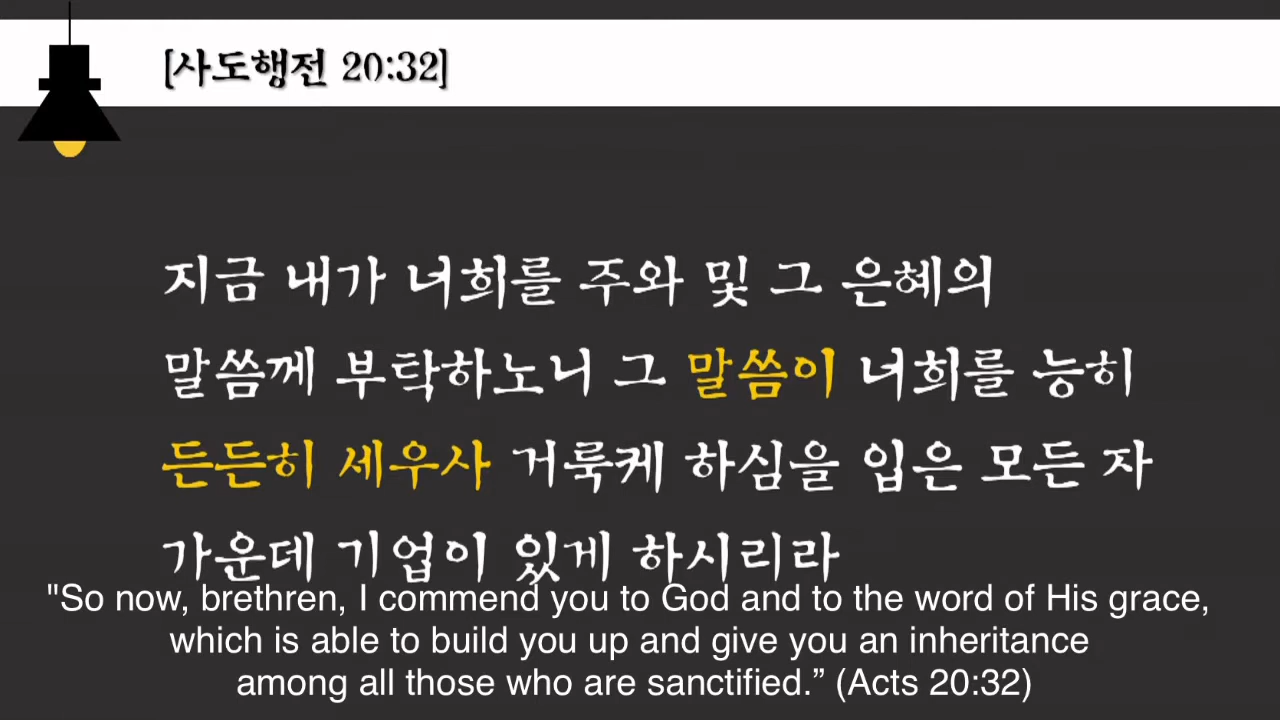 [사도행전 20:32]
지금 내가 너희를 주와 및 그 은혜의
말씀께 부탁하노니 그 말씀이 너희를 능히
든든히 세우사 거룩케 하심을 입은 모든 자
가운데 기업이 있게 하시리라
"So now, brethren, I commend you to God and to the word of His grace,
which is able to build you up and give you an inheritance
among all those who are sanctified.” (Acts 20:32)